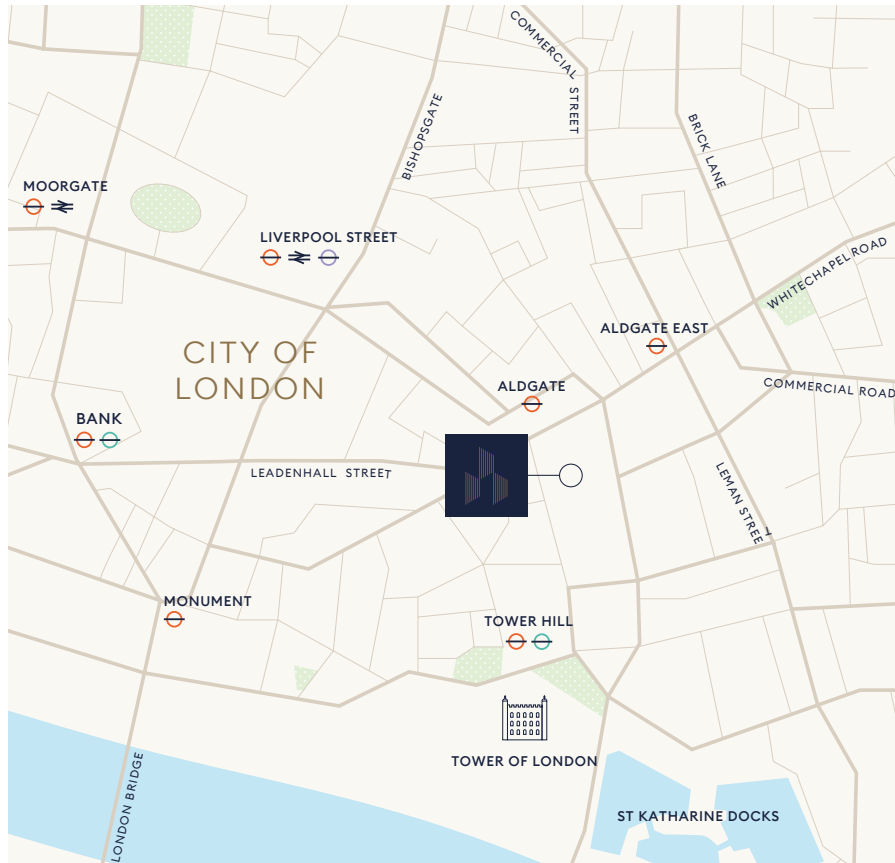 COMMERCIAL STREET
BISHOPSGATE
BRICK LANE
MOORGATE
LIVERPOOL STREET
WHITECHAPEL ROAD
ALDGATE EAST
CITY OF
LONDON
ALDGATE
COMMERCIAL ROAD
BANK
LEADENHALL STREET
LEMAN STREET
MONUMENT
TOWER HILL
TOWER OF LONDON
LONDON BRIDGE
ST KATHARINE DOCKS